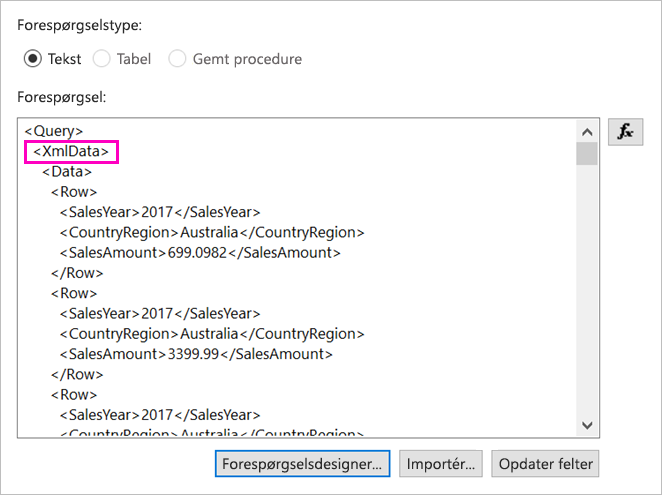 Forespørgselstype:
Tekst Tabel Gemt procedure
Forespørgsel:
<Query>
<XmlData>
<Data>
<Row>
<SalesYear>2017</SalesYear>
<CountryRegion>Australia</CountryRegion>
<SalesAmount>699.0982</SalesAmount>
</Row>
<Row>
<SalesYear>2017</SalesYear>
<CountryRegion>Australia</CountryRegion>
<SalesAmount>3399.99</SalesAmount>
</Row>
<Row>
<SalesYear>2017</SalesYear>
<CountryRegion>Australia</CountryRegion>
fx
Forespørgselsdesigner... Importér... Opdater felter